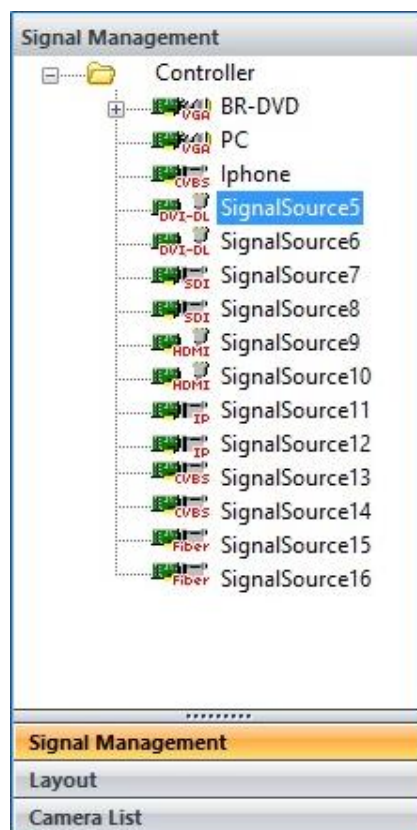 Signal Management
Controller
VGA BR-DVD
VGA PC
CVBS Iphone
DVI-DL SignalSource5
DVI-DL SignalSource6
SDI SignalSource7
SDI SignalSource8
HDMI SignalSource9
HDMI SignalSource10
IP SignalSource11
IP SignalSource12
CVBS SignalSource13
CVBS SignalSource14
Fiber SignalSource15
Fiber SignalSource16
Signal Management
Layout
Camera List